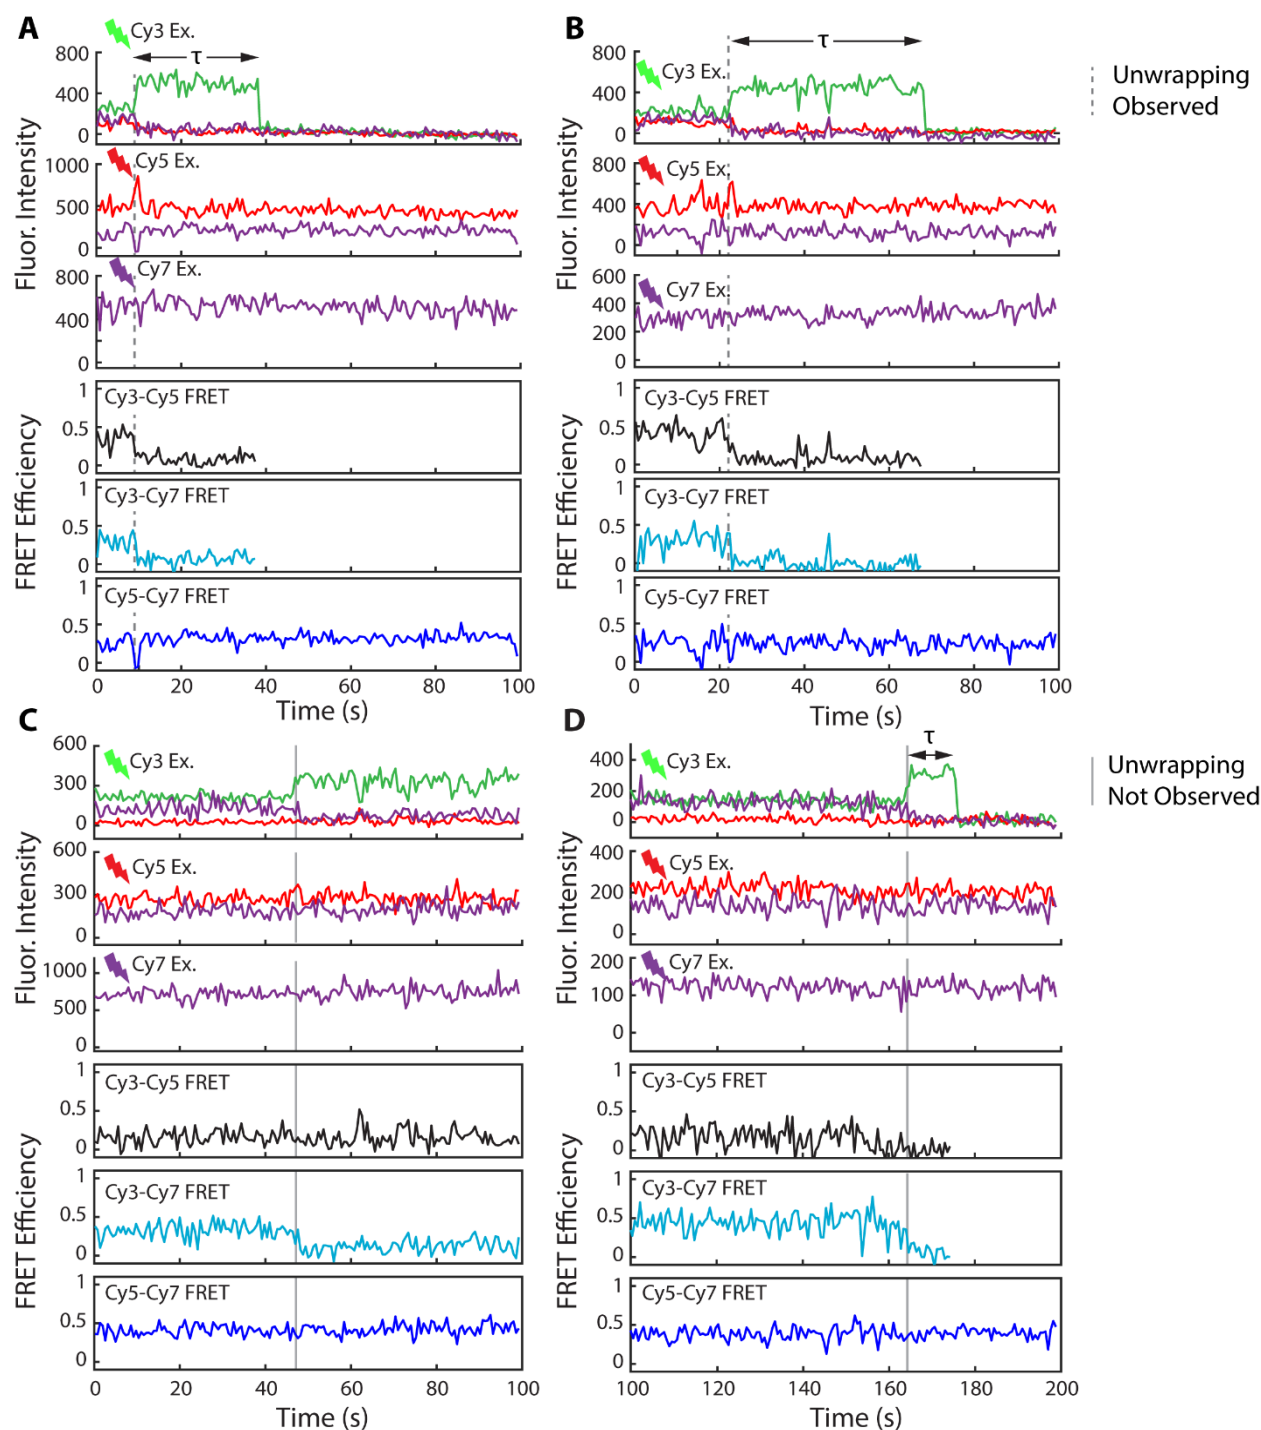 A
Cy3 Ex.
τ
800
400
0
Cy5 Ex.
1000
500
0
Cy7 Ex.
800
400
0
Fluor. Intensity
Cy3-Cy5 FRET
1
0.5
0
Cy3-Cy7 FRET
1
0.5
0
Cy5-Cy7 FRET
1
0.5
0
FRET Efficiency
0 20 40 60 80 100
Time (s)
B
τ
Cy3 Ex.
800
400
0
Cy5 Ex.
800
400
0
Cy7 Ex.
600
400
200
0
Fluor. Intensity
Cy3-Cy5 FRET
1
0.5
0
Cy3-Cy7 FRET
1
0.5
0
Cy5-Cy7 FRET
1
0.5
0
FRET Efficiency
0 20 40 60 80 100
Time (s)
Unwrapping
Observed
C
Cy3 Ex.
600
300
0
Cy5 Ex.
600
300
0
Cy7 Ex.
1000
500
0
Fluor. Intensity
Cy3-Cy5 FRET
1
0.5
0
Cy3-Cy7 FRET
1
0.5
0
Cy5-Cy7 FRET
1
0.5
0
FRET Efficiency
0 20 40 60 80 100
Time (s)
D
τ
Cy3 Ex.
400
200
0
Cy5 Ex.
400
200
0
Cy7 Ex.
200
100
0
Fluor. Intensity
Cy3-Cy5 FRET
1
0.5
0
Cy3-Cy7 FRET
1
0.5
0
Cy5-Cy7 FRET
1
0.5
0
FRET Efficiency
100 120 140 160 180 200
Time (s)
Unwrapping
Not Observed